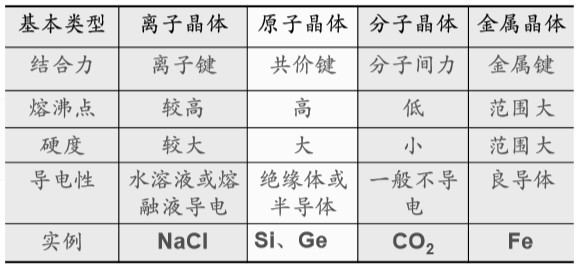 基本类型 离子晶体 原子晶体 分子晶体 金属晶体
结合力 离子键 共价键 分子间力 金属键
熔沸点 较高 高 低 范围大
硬度 较大 大 小 范围大
导电性 水溶液或熔融液导电 绝缘体或半导体 一般不导电 良导体
实例 NaCl Si、Ge CO₂ Fe